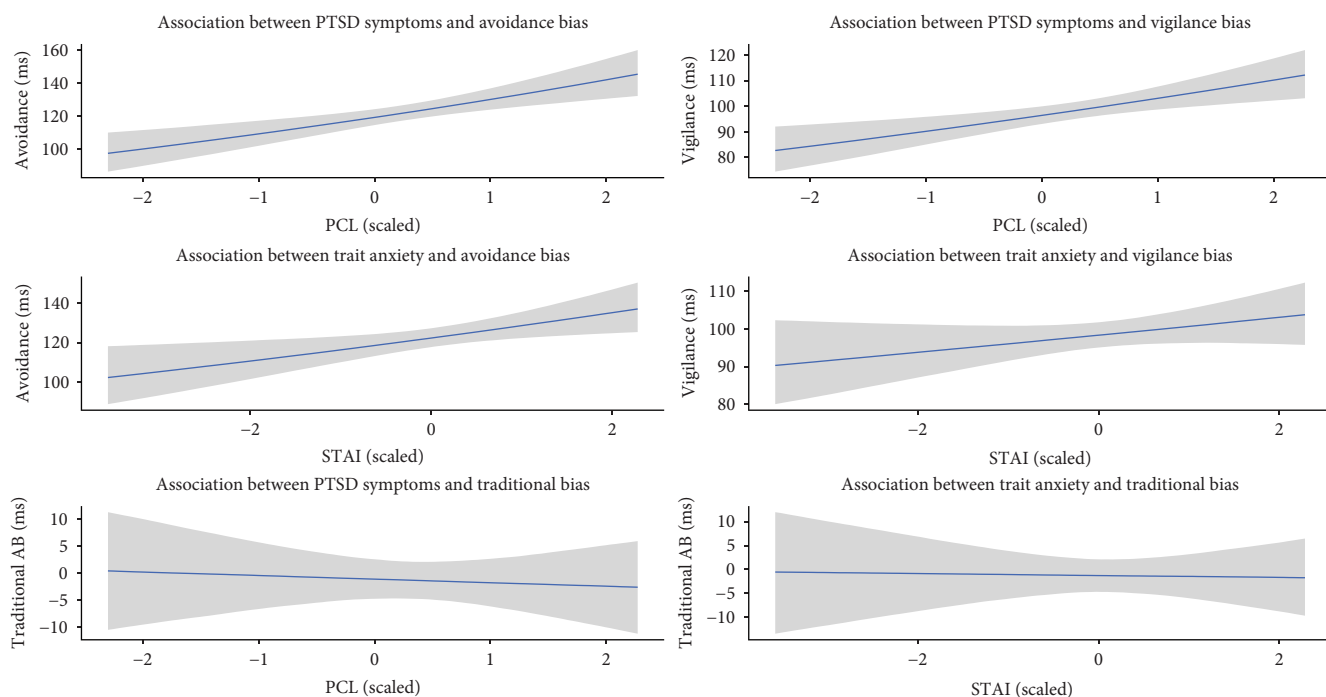 Association between PTSD symptoms and avoidance bias
160
140
120
100
Avoidance (ms)
−2 −1 0 1 2
PCL (scaled)
Association between PTSD symptoms and vigilance bias
120
110
100
90
80
Vigilance (ms)
−2 −1 0 1 2
PCL (scaled)
Association between trait anxiety and avoidance bias
140
120
100
Avoidance (ms)
−2 0 2
STAI (scaled)
Association between trait anxiety and vigilance bias
110
100
90
80
Vigilance (ms)
−2 0 2
STAI (scaled)
Association between PTSD symptoms and traditional bias
10
5
0
−5
−10
Traditional AB (ms)
−2 −1 0 1 2
PCL (scaled)
Association between trait anxiety and traditional bias
10
5
0
−5
−10
Traditional AB (ms)
−2 0 2
STAI (scaled)